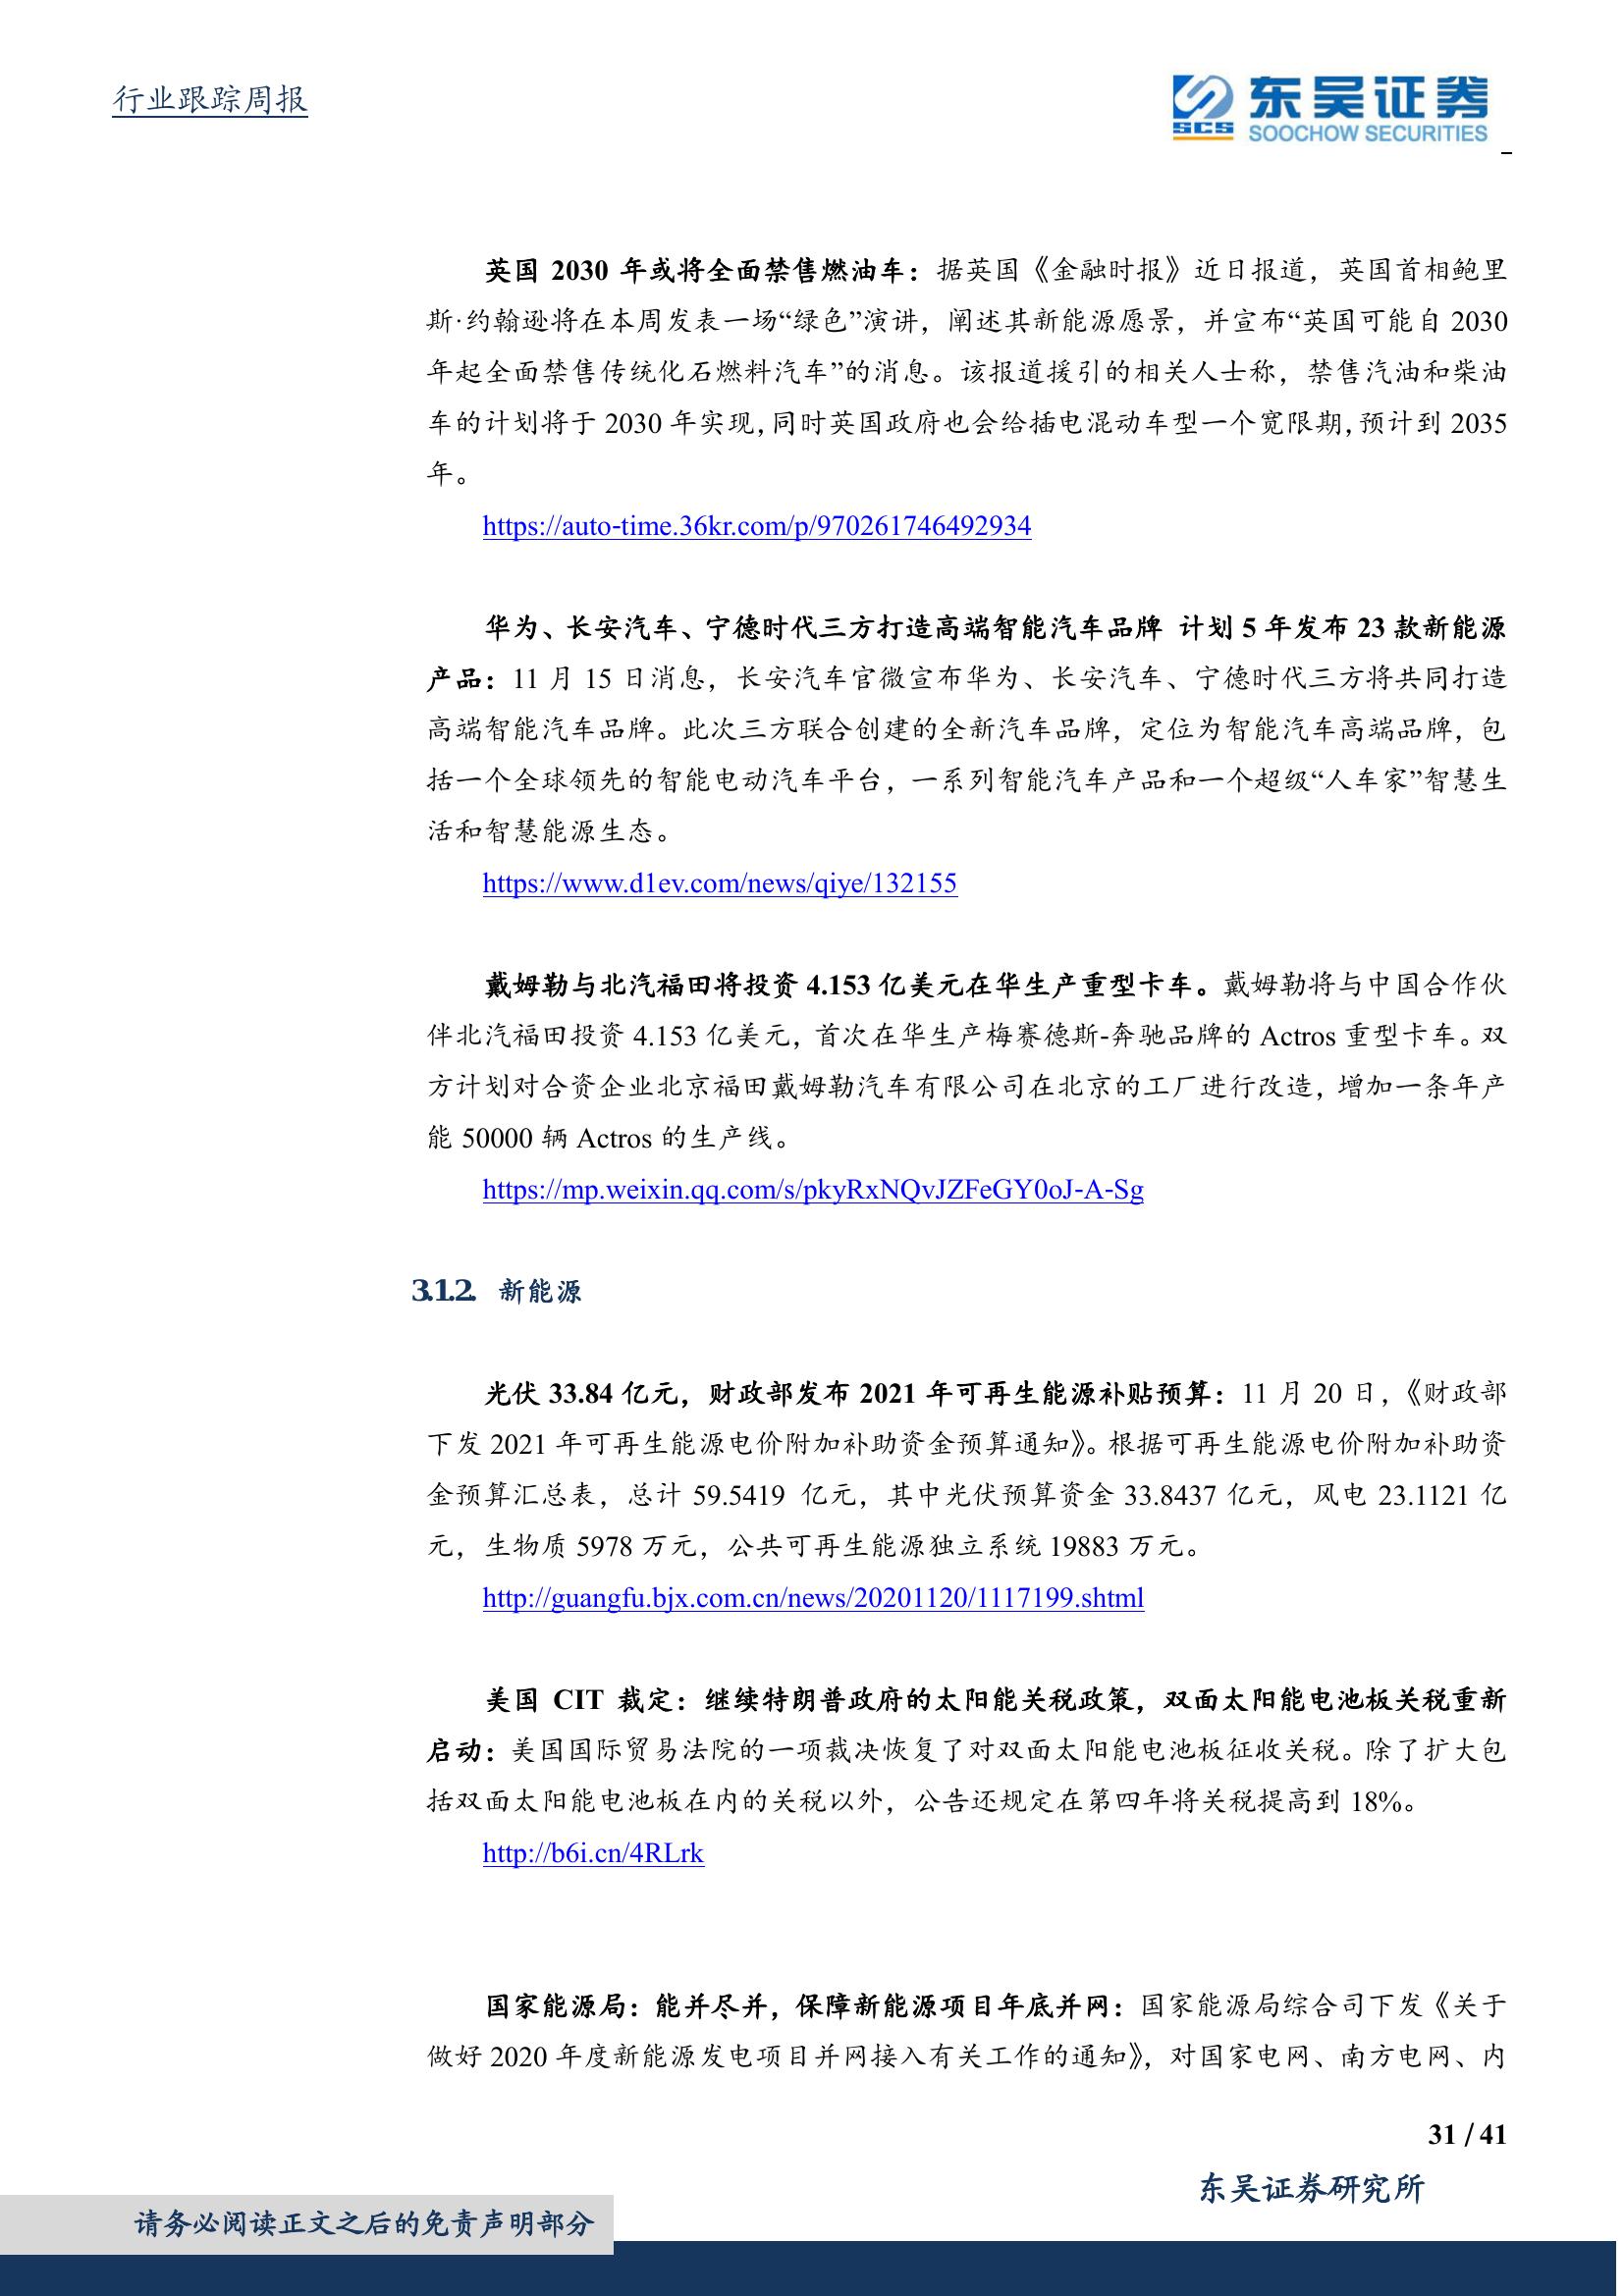 行业跟踪周报
SCS
东吴证券
SOOCHOW SECURITIES
英国 2030 年或将全面禁售燃油车：据英国《金融时报》近日报道，英国首相鲍里
斯·约翰逊将在本周发表一场“绿色”演讲，阐述其新能源愿景，并宣布“英国可能自 2030
年起全面禁售传统化石燃料汽车”的消息。该报道援引的相关人士称，禁售汽油和柴油
车的计划将于 2030 年实现，同时英国政府也会给插电混动车型一个宽限期，预计到 2035
年。
https://auto-time.36kr.com/p/970261746492934
华为、长安汽车、宁德时代三方打造高端智能汽车品牌 计划 5 年发布 23 款新能源
产品：11 月 15 日消息，长安汽车官微宣布华为、长安汽车、宁德时代三方将共同打造
高端智能汽车品牌。此次三方联合创建的全新汽车品牌，定位为智能汽车高端品牌，包
括一个全球领先的智能电动汽车平台，一系列智能汽车产品和一个超级“人车家”智慧生
活和智慧能源生态。
https://www.d1ev.com/news/qiye/132155
戴姆勒与北汽福田将投资 4.153 亿美元在华生产重型卡车。戴姆勒将与中国合作伙
伴北汽福田投资 4.153 亿美元，首次在华生产梅赛德斯-奔驰品牌的 Actros 重型卡车。双
方计划对合资企业北京福田戴姆勒汽车有限公司在北京的工厂进行改造，增加一条年产
能 50000 辆 Actros 的生产线。
https://mp.weixin.qq.com/s/pkyRxNQvJZFeGY0oJ-A-Sg
3.1.2. 新能源
光伏 33.84 亿元，财政部发布 2021 年可再生能源补贴预算：11 月 20 日，《财政部
下发 2021 年可再生能源电价附加补助资金预算通知》。根据可再生能源电价附加补助资
金预算汇总表，总计 59.5419 亿元，其中光伏预算资金 33.8437 亿元，风电 23.1121 亿
元，生物质 5978 万元，公共可再生能源独立系统 19883 万元。
http://guangfu.bjx.com.cn/news/20201120/1117199.shtml
美国 CIT 裁定：继续特朗普政府的太阳能关税政策，双面太阳能电池板关税重新
启动：美国国际贸易法院的一项裁决恢复了对双面太阳能电池板征收关税。除了扩大包
括双面太阳能电池板在内的关税以外，公告还规定在第四年将关税提高到 18%。
http://b6i.cn/4RLrk
国家能源局：能并尽并，保障新能源项目年底并网：国家能源局综合司下发《关于
做好 2020 年度新能源发电项目并网接入有关工作的通知》，对国家电网、南方电网、内
31 / 41
东吴证券研究所
请务必阅读正文之后的免责声明部分